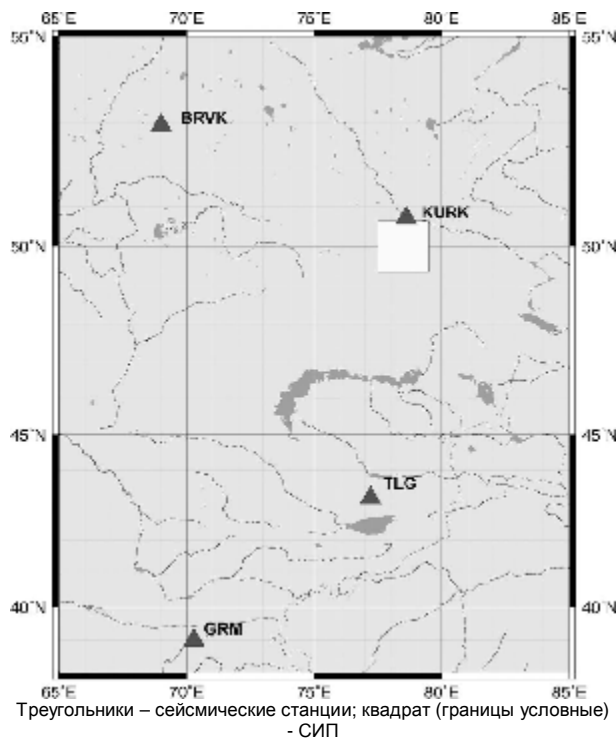 65˚E 70˚E 75˚E 80˚E 85˚E
55˚N 55˚N
BRVK
KURK
50˚N 50˚N
45˚N 45˚N
TLG
40˚N 40˚N
GRM
65˚E 70˚E 75˚E 80˚E 85˚E
Треугольники – сейсмические станции; квадрат (границы условные)
- СИП